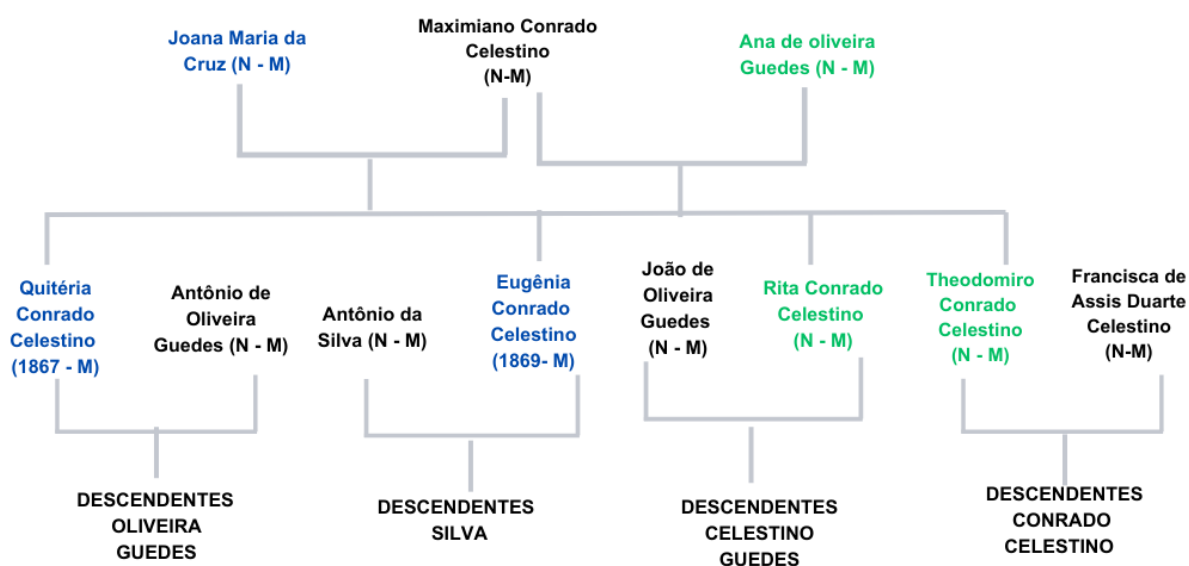 Joana Maria da
Cruz (N - M)
Maximiano Conrado
Celestino
(N-M)
Ana de oliveira
Guedes (N - M)
Quitéria
Conrado
Celestino
(1867 - M)
Antônio de
Oliveira
Guedes (N - M)
Antônio da
Silva (N - M)
Eugênia
Conrado
Celestino
(1869- M)
João de
Oliveira
Guedes
(N - M)
Rita Conrado
Celestino
(N - M)
Theodomiro
Conrado
Celestino
(N - M)
Francisca de
Assis Duarte
Celestino
(N-M)
DESCENDENTES
OLIVEIRA
GUEDES
DESCENDENTES
SILVA
DESCENDENTES
CELESTINO
GUEDES
DESCENDENTES
CONRADO
CELESTINO